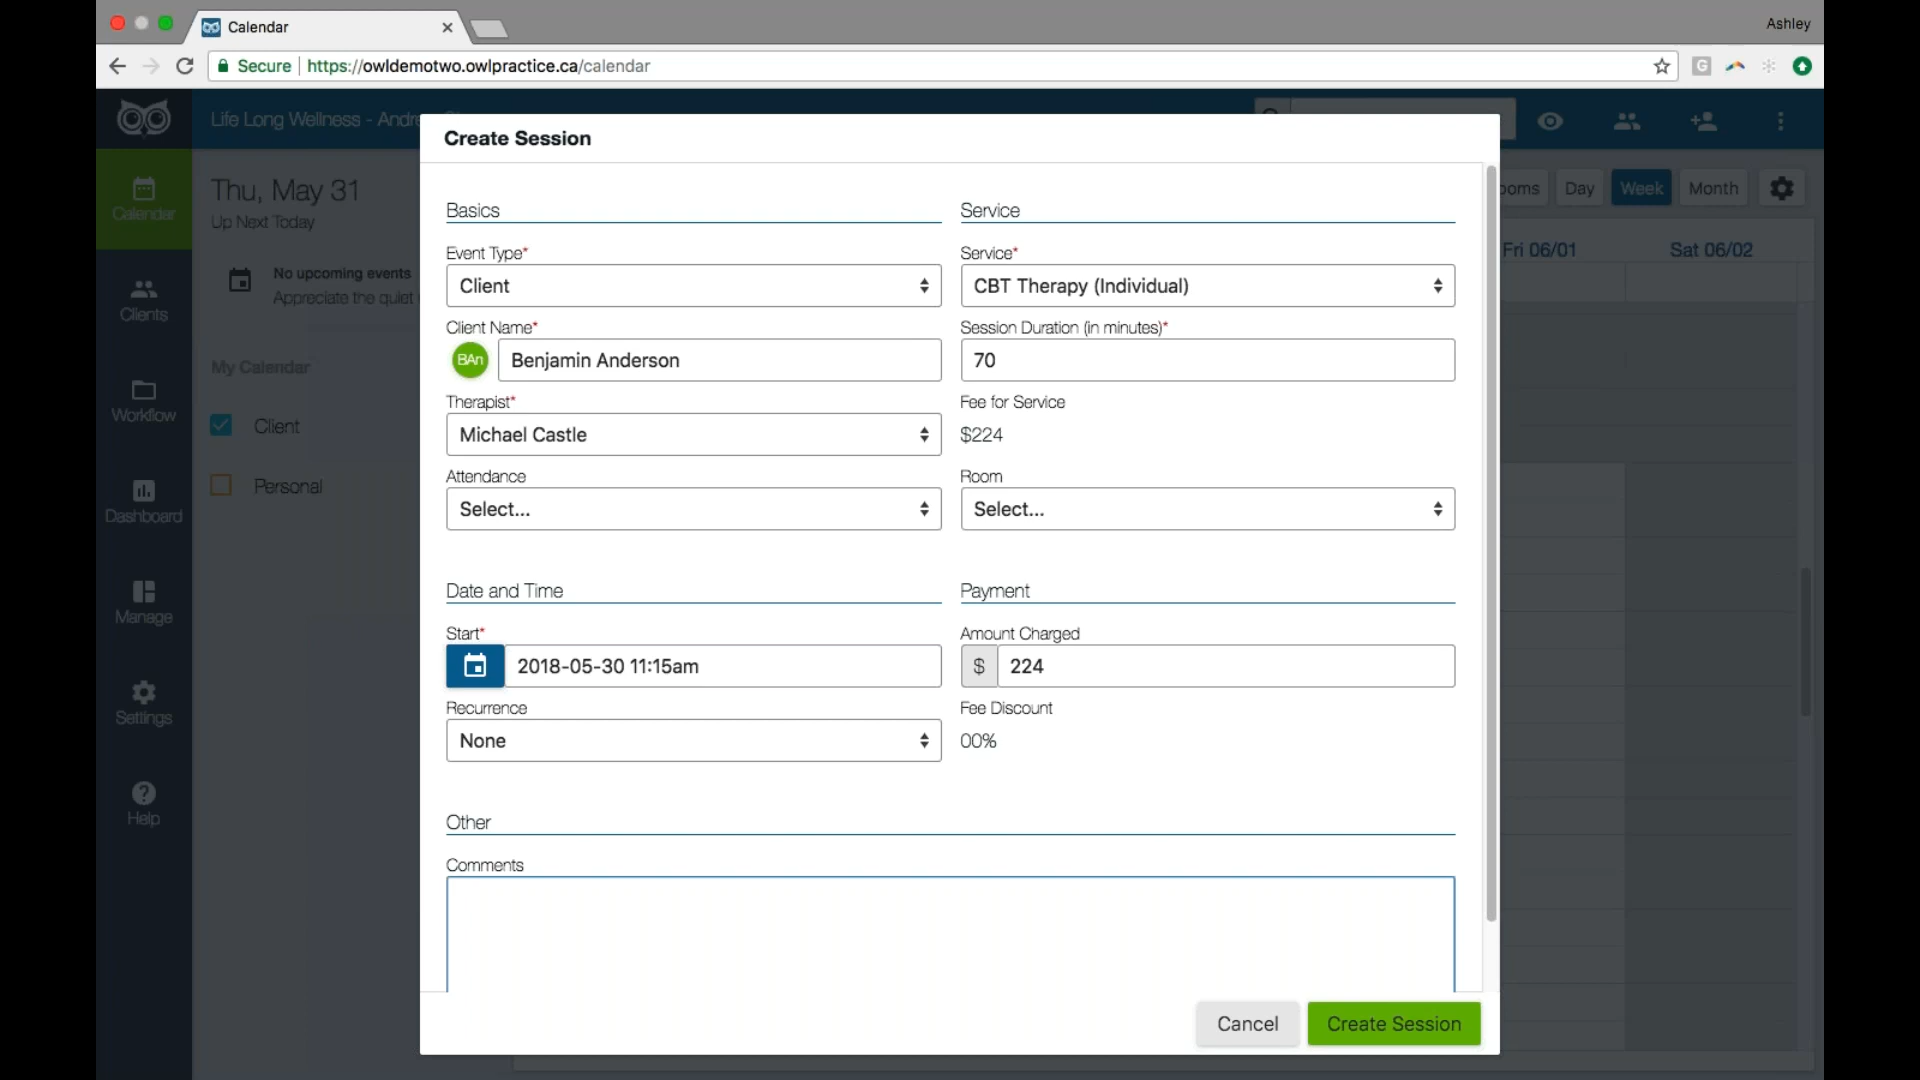 Calendar
Ashley
Secure https://owldemotwo.owlpractice.ca/calendar
G
Life Long Wellness - Andre
Create Session
Calendar
Clients
Workflow
Dashboard
Manage
Settings
Help
Thu, May 31
Up Next Today
No upcoming events
Appreciate the quiet
My Calendar
Client
Personal
Day
Week
Month
Fri 06/01
Sat 06/02
Basics
Event Type*
Client
Client Name*
BAn
Benjamin Anderson
Therapist*
Michael Castle
Attendance
Select...
Service
Service*
CBT Therapy (Individual)
Session Duration (in minutes)*
70
Fee for Service
$224
Room
Select...
Date and Time
Start*
2018-05-30 11:15am
Recurrence
None
Payment
Amount Charged
$ 224
Fee Discount
00%
Other
Comments
Cancel
Create Session